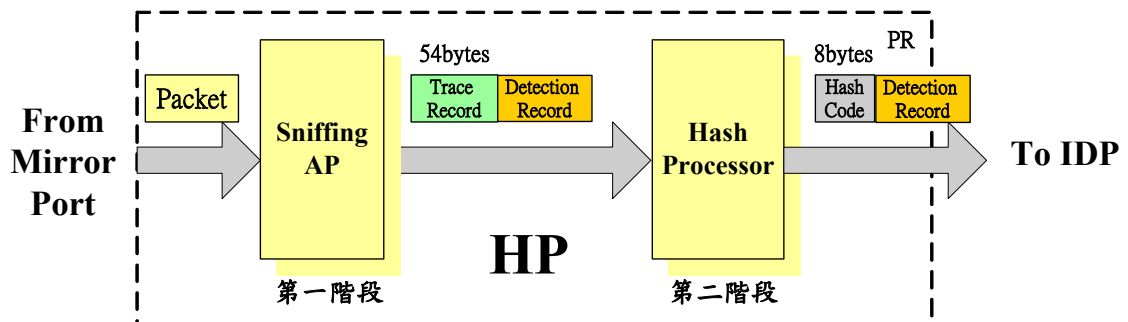 From
Mirror
Port
Packet
Sniffing
AP
第一階段
54bytes
Trace
Record
Detection
Record
HP
Hash
Processor
第二階段
8bytes
PR
Hash
Code
Detection
Record
To IDP